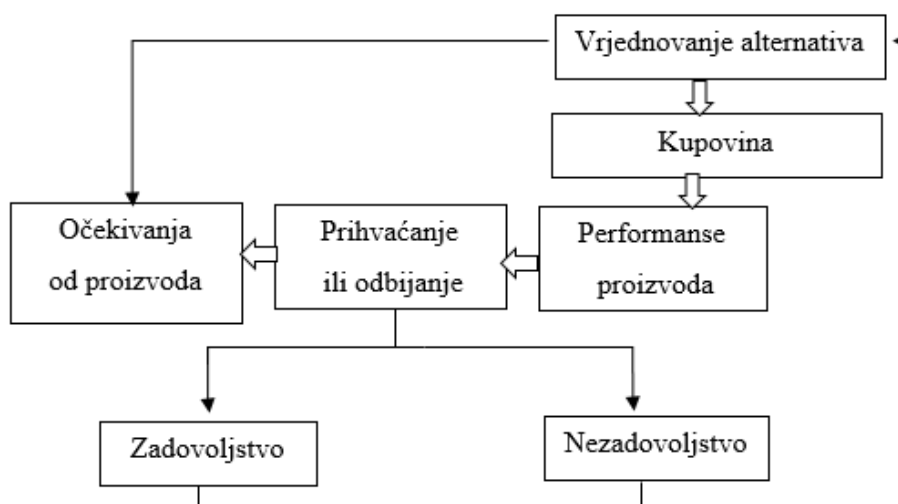 Vrjednovanje alternativa
Kupovina
Očekivanja
od proizvoda
Prihvaćanje
ili odbijanje
Performanse
proizvoda
Zadovoljstvo
Nezadovoljstvo